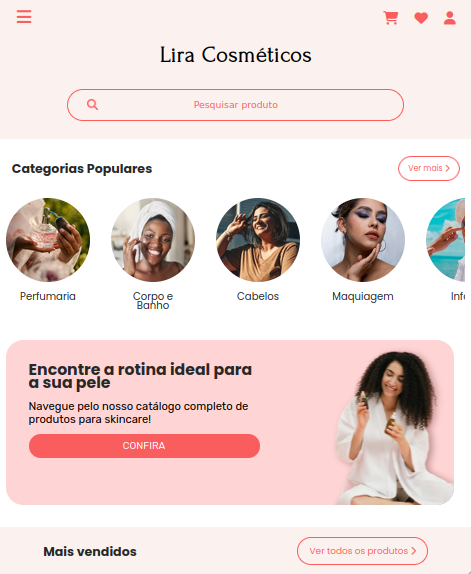 Lira Cosméticos
Pesquisar produto
Categorias Populares
Ver mais
Perfumaria
Corpo e
Banho
Cabelos
Maquiagem
Encontre a rotina ideal para
a sua pele
Navegue pelo nosso catálogo completo de
produtos para skincare!
CONFIRA
Mais vendidos
Ver todos os produtos